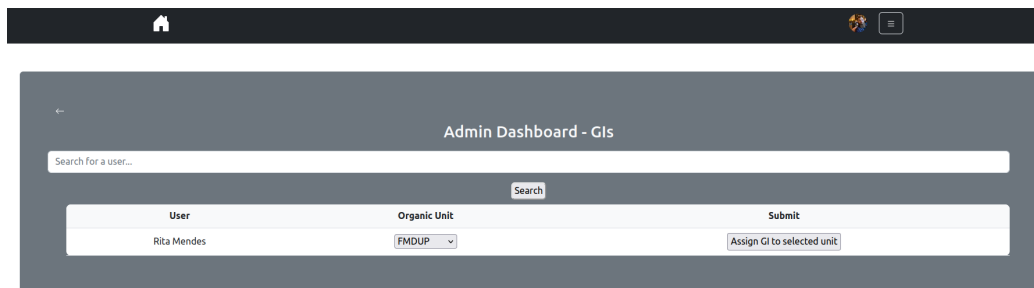 Admin Dashboard - GIs
Search for a user...
Search
User Organic Unit Submit
Rita Mendes FMDUP Assign GI to selected unit